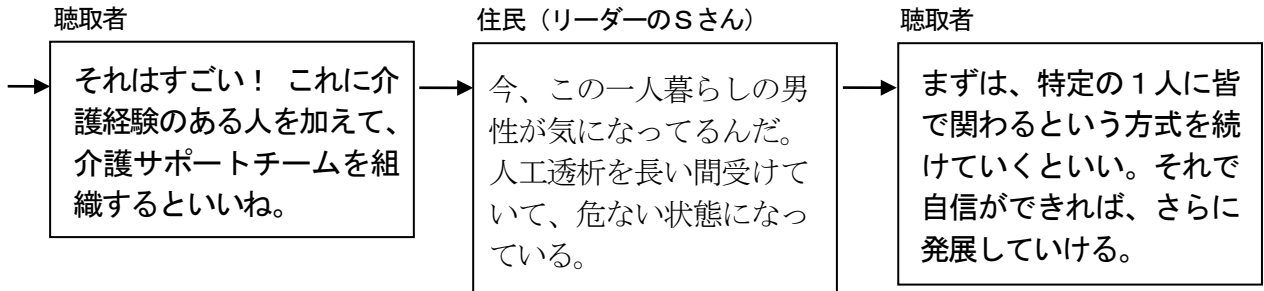 聴取者
それはすごい！ これに介
護経験のある人を加えて、
介護サポートチームを組
織するといいね。
住民（リーダーのＳさん）
今、この一人暮らしの男
性が気になってるんだ。
人工透析を長い間受けて
いて、危ない状態になっ
ている。
聴取者
まずは、特定の１人に皆
で関わるという方式を続
けていくといい。それで
自信ができれば、さらに
発展していける。